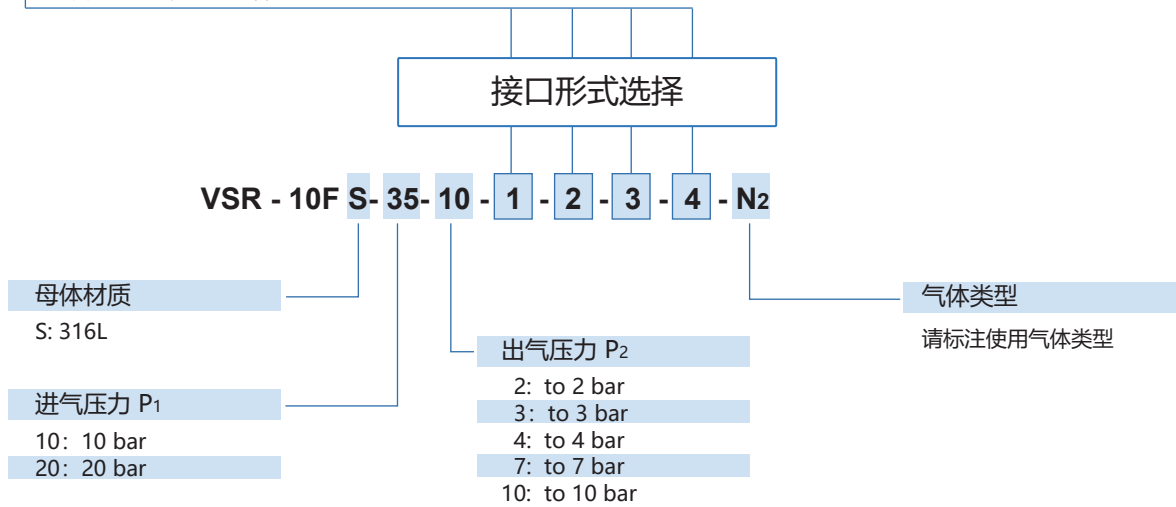 接口形式选择
VSR - 10F S- 35- 10 - 1 - 2 - 3 - 4 - N2
母体材质
S: 316L
进气压力 P1
10：10 bar
20：20 bar
出气压力 P2
2: to 2 bar
3: to 3 bar
4: to 4 bar
7: to 7 bar
10: to 10 bar
气体类型
请标注使用气体类型